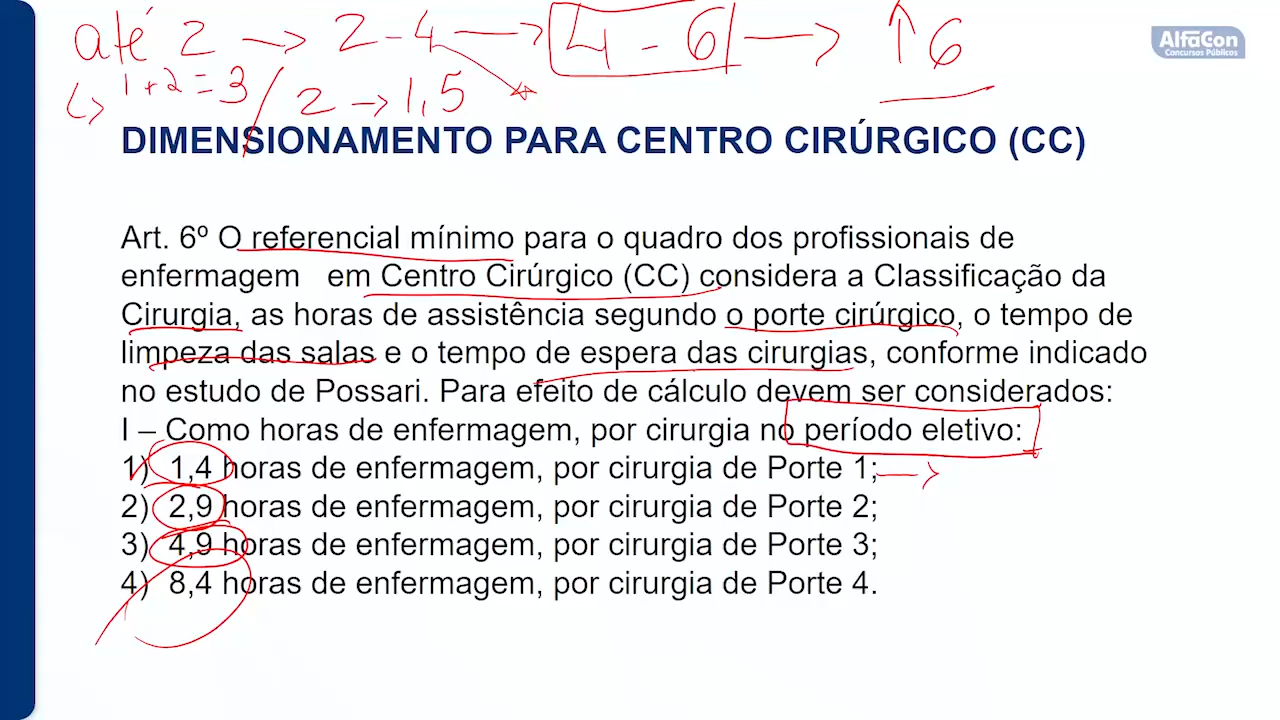 até 2 → 2 - 4 → 4 - 6 → ↑ 6
↳ 1 + 2 = 3 / 2 → 1,5
AlfaCon
Concursos Públicos
DIMENSIONAMENTO PARA CENTRO CIRÚRGICO (CC)
Art. 6º O referencial mínimo para o quadro dos profissionais de
enfermagem em Centro Cirúrgico (CC) considera a Classificação da
Cirurgia, as horas de assistência segundo o porte cirúrgico, o tempo de
limpeza das salas e o tempo de espera das cirurgias, conforme indicado
no estudo de Possari. Para efeito de cálculo devem ser considerados:
I – Como horas de enfermagem, por cirurgia no período eletivo:
1) 1,4 horas de enfermagem, por cirurgia de Porte 1;
2) 2,9 horas de enfermagem, por cirurgia de Porte 2;
3) 4,9 horas de enfermagem, por cirurgia de Porte 3;
4) 8,4 horas de enfermagem, por cirurgia de Porte 4.